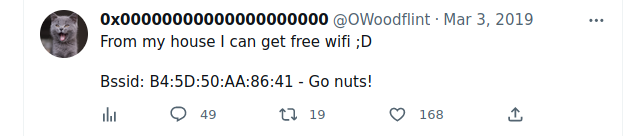 0x00000000000000000000 @OWoodflint · Mar 3, 2019
From my house I can get free wifi ;D
Bssid: B4:5D:50:AA:86:41 - Go nuts!
49 19 168